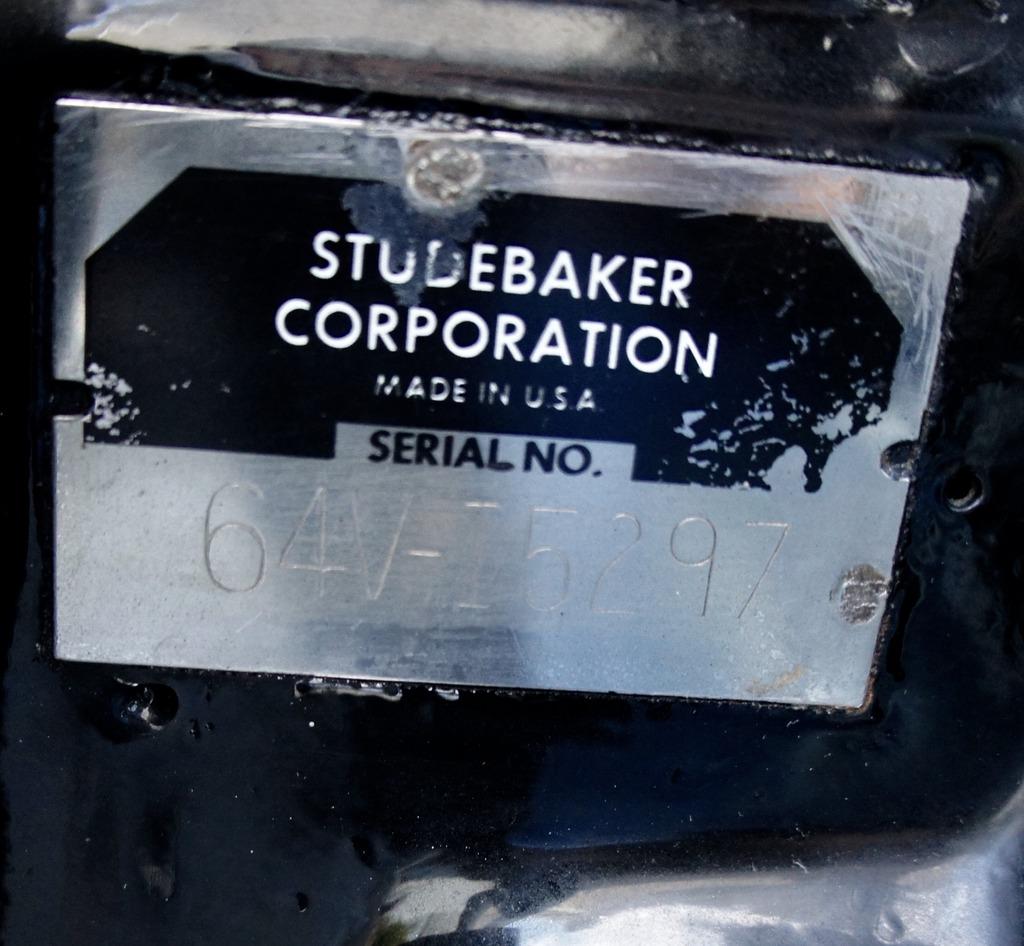 STUDEBAKER
CORPORATION
MADE IN U.S.A.
SERIAL NO.
64V-15297